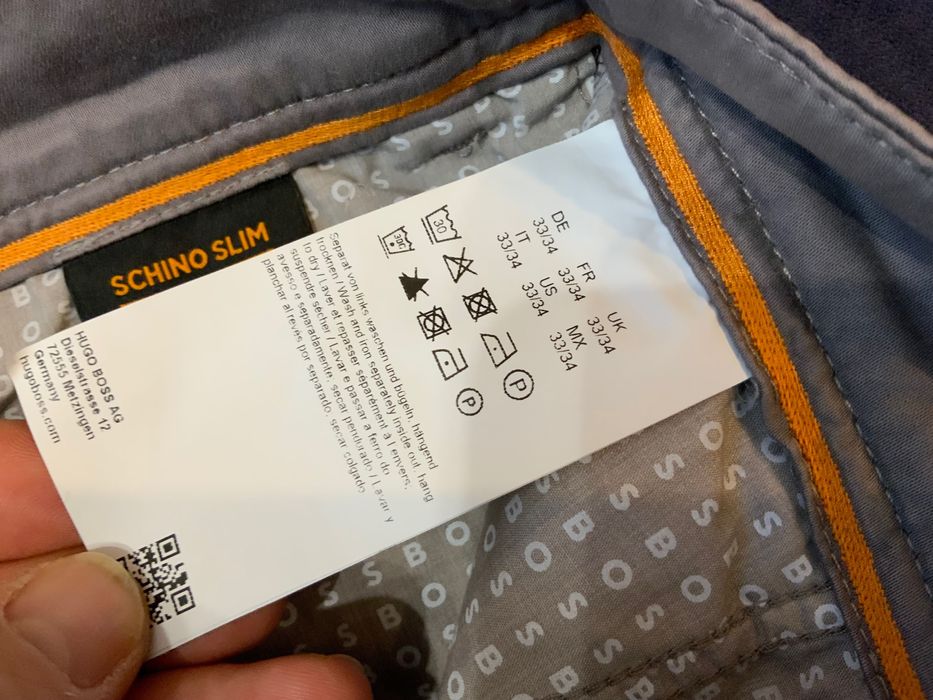 SCHINO SLIM
DE FR UK
33/34 33/34 33/34
IT US MX
33/34 33/34 33/34
30
30C
P
P
Separat von links waschen und bügeln, hängend
trocknen / Wash and iron separately inside out, hang
to dry / Laver et repasser séparément à l envers,
suspendre sécher / Lavar e passar a ferro do
avesso e separadamente, secar pendurado / Lavar y
planchar al revés por separado, secar colgado
HUGO BOSS AG
Dieselstrasse 12
72555 Metzingen
Germany
hugoboss.com
BOSS